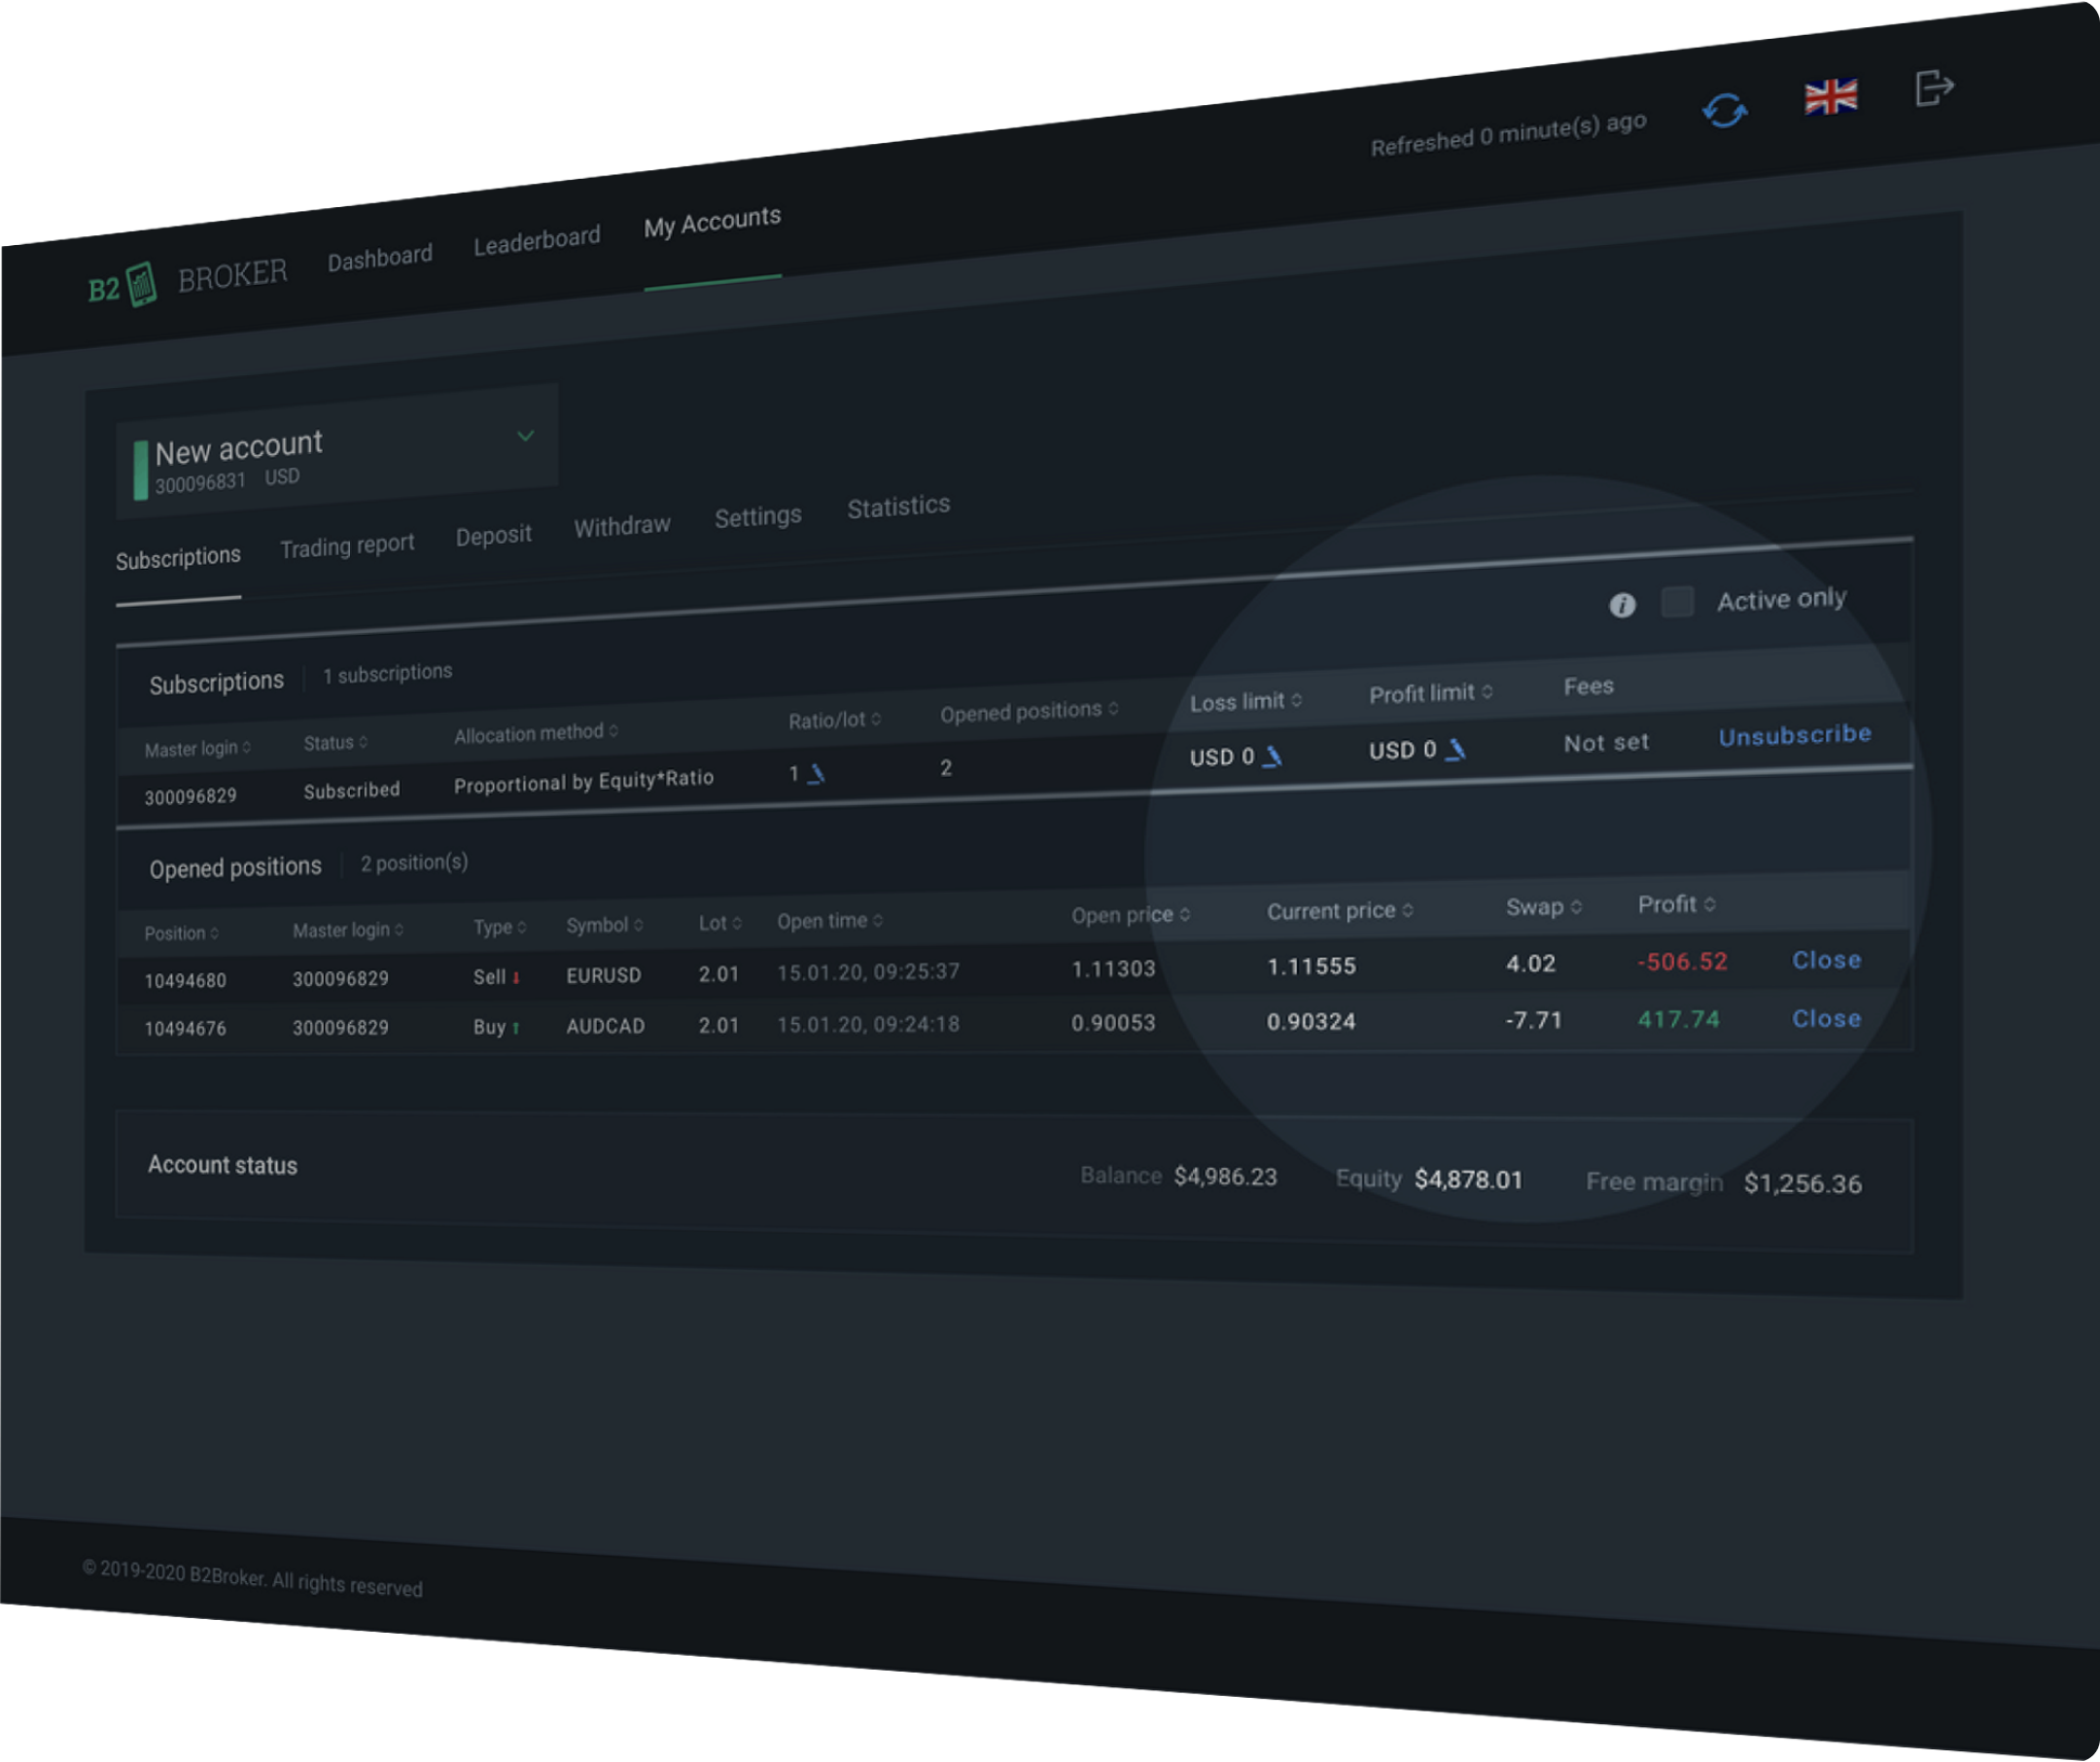 Refreshed 0 minute(s) ago
B2 BROKER Dashboard Leaderboard My Accounts
New account
300096831 USD
Subscriptions Trading report Deposit Withdraw Settings Statistics
Active only
Subscriptions 1 subscriptions
Master login Status Allocation method Ratio/lot Opened positions Loss limit Profit limit Fees
300096829 Subscribed Proportional by Equity*Ratio 1 2 USD 0 USD 0 Not set Unsubscribe
Opened positions 2 position(s)
Position Master login Type Symbol Lot Open time Open price Current price Swap Profit
10494680 300096829 Sell EURUSD 2.01 15.01.20, 09:25:37 1.11303 1.11555 4.02 -506.52 Close
10494676 300096829 Buy AUDCAD 2.01 15.01.20, 09:24:18 0.90053 0.90324 -7.71 417.74 Close
Account status Balance $4,986.23 Equity $4,878.01 Free margin $1,256.36
© 2019-2020 B2Broker. All rights reserved